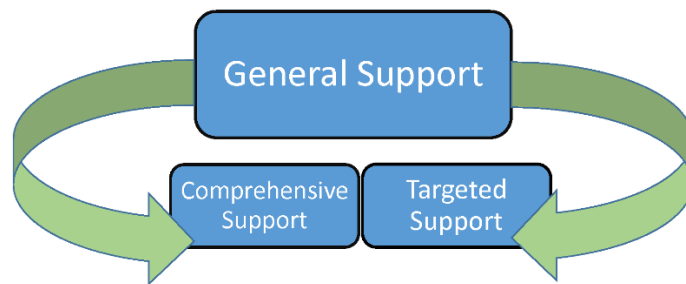 General Support
Comprehensive
Support
Targeted
Support